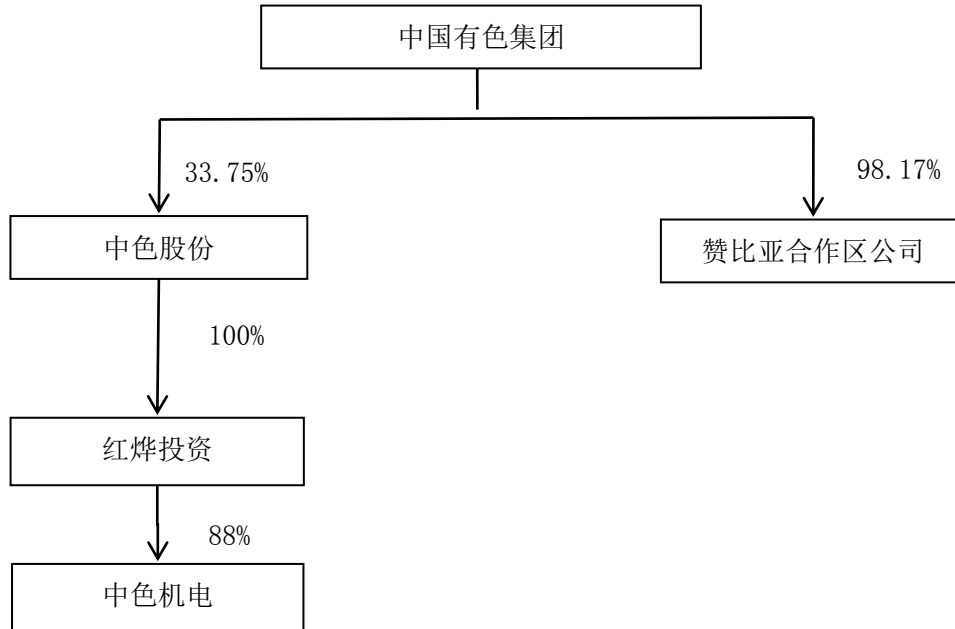 中国有色集团
33.75%
98.17%
中色股份
赞比亚合作区公司
100%
红烨投资
88%
中色机电